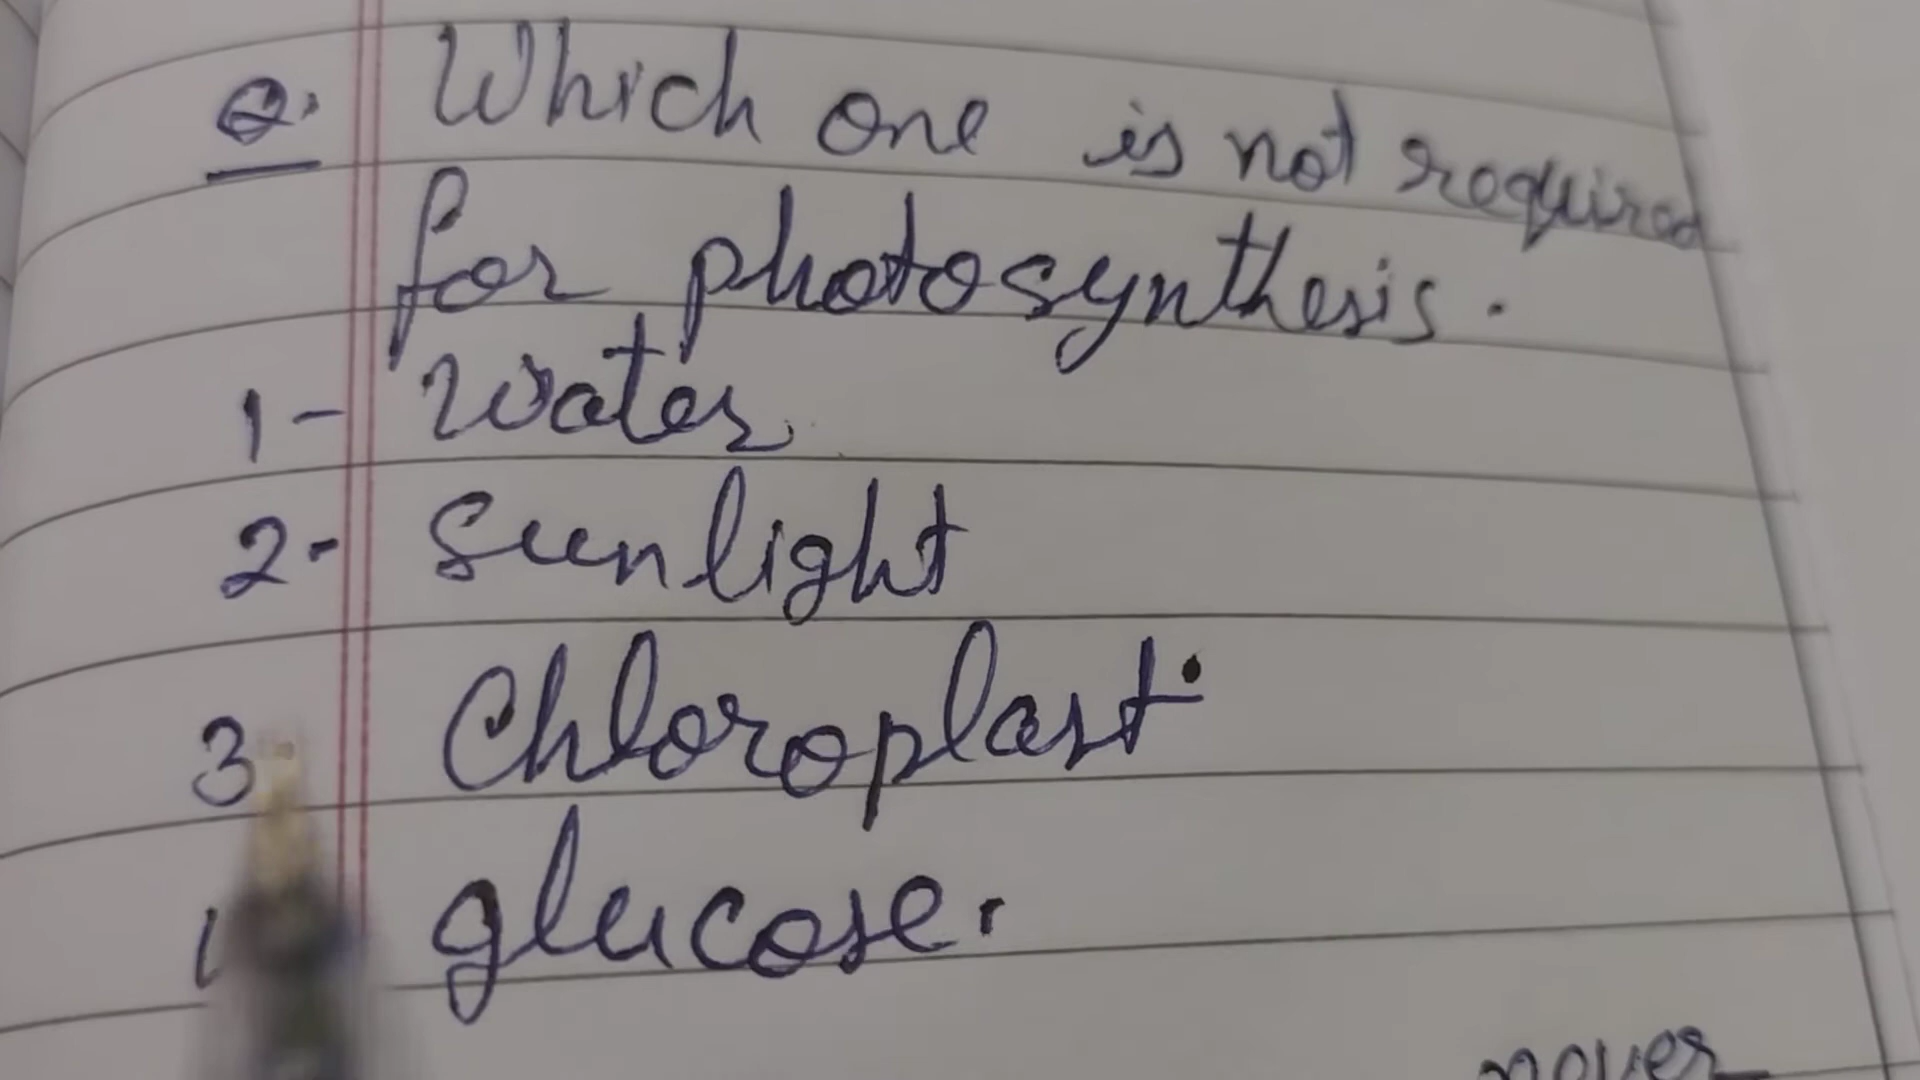 Q. Which one is not required
for photosynthesis.
1- Water
2- Sunlight
3- Chloroplast.
glucose.